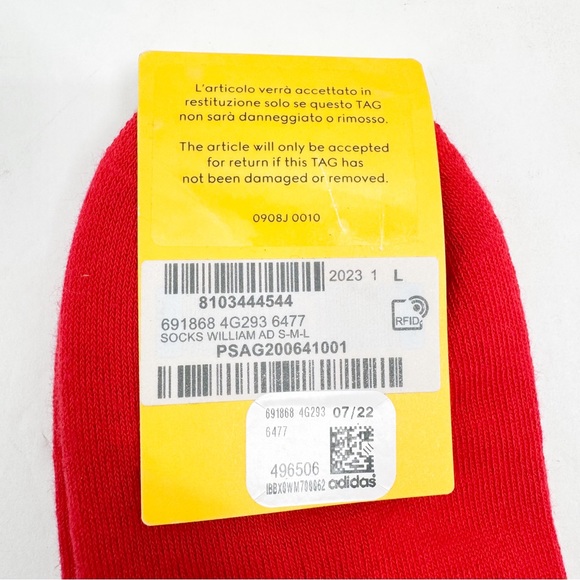 L'articolo verrà accettato in
restituzione solo se questo TAG
non sarà danneggiato o rimosso.
The article will only be accepted
for return if this TAG has
not been damaged or removed.
0908J 0010
2023 1 L
8103444544
691868 4G293 6477
SOCKS WILLIAM AD S-M-L
RFID
PSAG200641001
691868 4G293 07/22
6477
496506
adidas